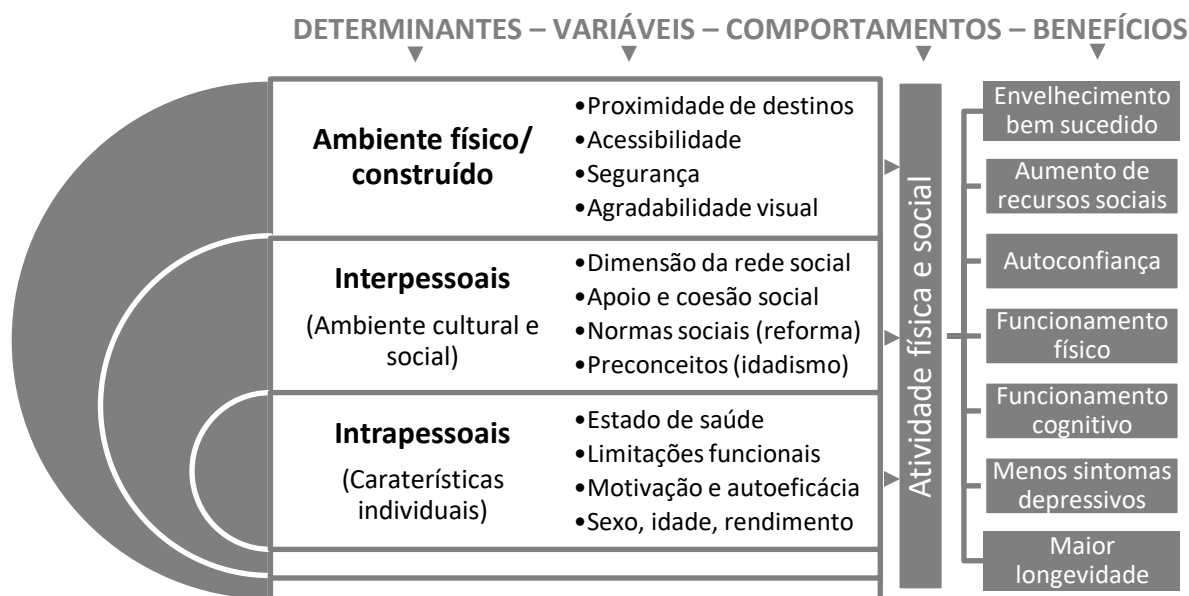 DETERMINANTES – VARIÁVEIS – COMPORTAMENTOS – BENEFÍCIOS
Ambiente físico/
construído
•Proximidade de destinos
•Acessibilidade
•Segurança
•Agradabilidade visual
Interpessoais
(Ambiente cultural e
social)
•Dimensão da rede social
•Apoio e coesão social
•Normas sociais (reforma)
•Preconceitos (idadismo)
Intrapessoais
(Caraterísticas
individuais)
•Estado de saúde
•Limitações funcionais
•Motivação e autoeficácia
•Sexo, idade, rendimento
Atividade física e social
Envelhecimento
bem sucedido
Aumento de
recursos sociais
Autoconfiança
Funcionamento
físico
Funcionamento
cognitivo
Menos sintomas
depressivos
Maior
longevidade